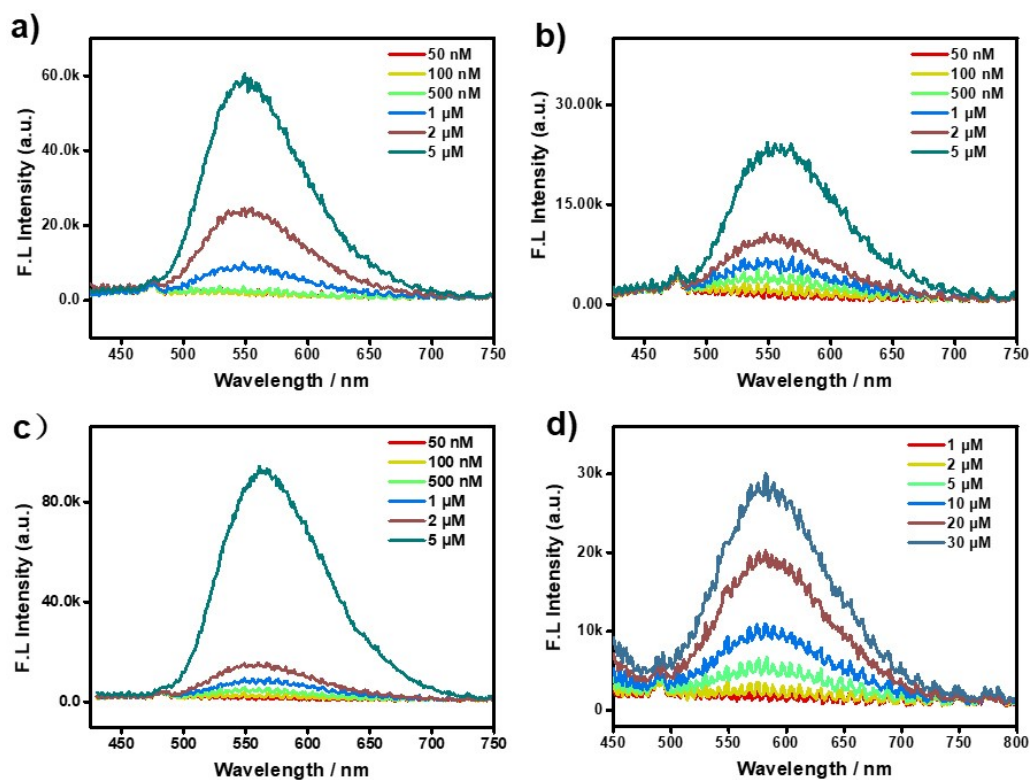 a)
60.0k
40.0k
20.0k
0.0
F.L Intensity (a.u.)
50 nM
100 nM
500 nM
1 μM
2 μM
5 μM
450 500 550 600 650 700 750
Wavelength / nm
b)
30.00k
15.00k
0.00
F.L Intensity (a.u.)
50 nM
100 nM
500 nM
1 μM
2 μM
5 μM
450 500 550 600 650 700 750 800
Wavelength / nm
c）
80.0k
40.0k
0.0
F.L Intensity (a.u.)
50 nM
100 nM
500 nM
1 μM
2 μM
5 μM
450 500 550 600 650 700 750
Wavelength / nm
d)
30k
20k
10k
0
F.L Intensity (a.u.)
1 μM
2 μM
5 μM
10 μM
20 μM
30 μM
450 500 550 600 650 700 750 800
Wavelength / nm